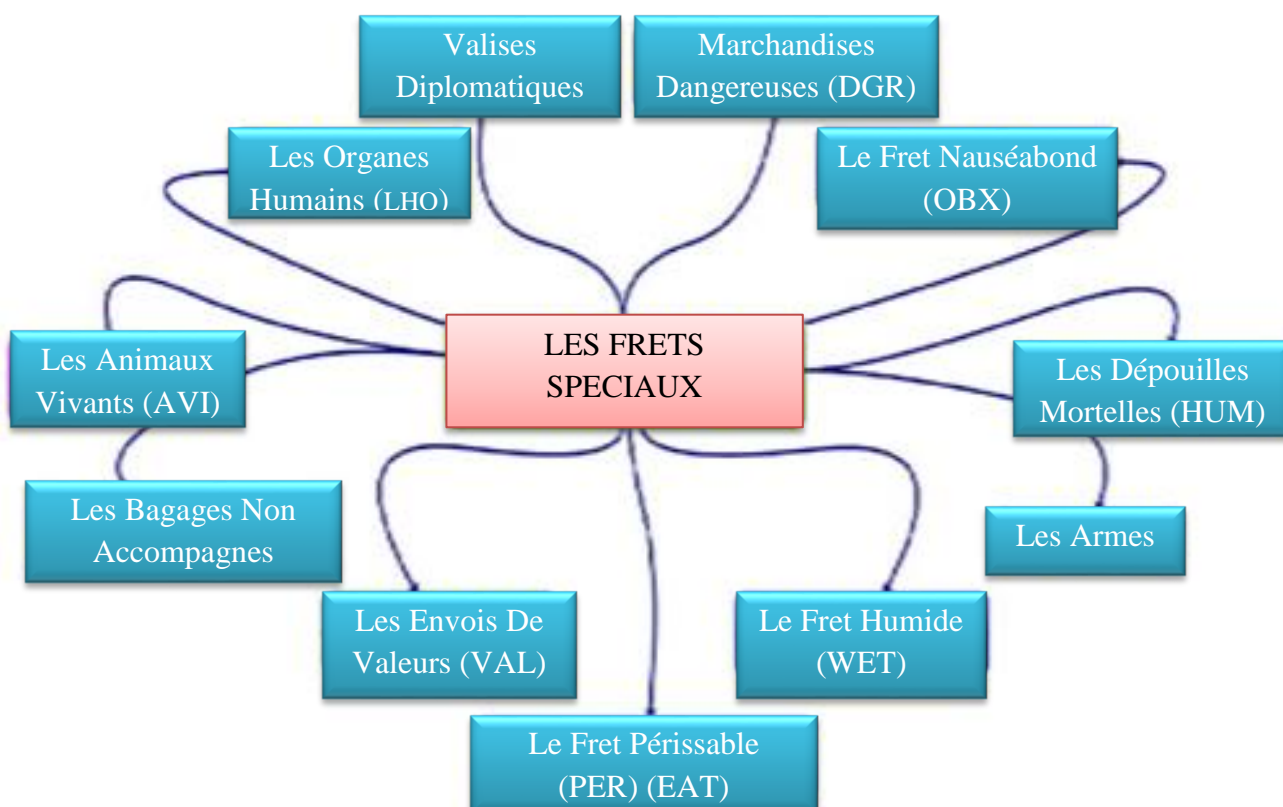 Valises
Diplomatiques
Marchandises
Dangereuses (DGR)
Les Organes
Humains (LHO)
Le Fret Nauséabond
(OBX)
LES FRETS
SPECIAUX
Les Animaux
Vivants (AVI)
Les Dépouilles
Mortelles (HUM)
Les Bagages Non
Accompagnes
Les Armes
Les Envois De
Valeurs (VAL)
Le Fret Humide
(WET)
Le Fret Périssable
(PER) (EAT)